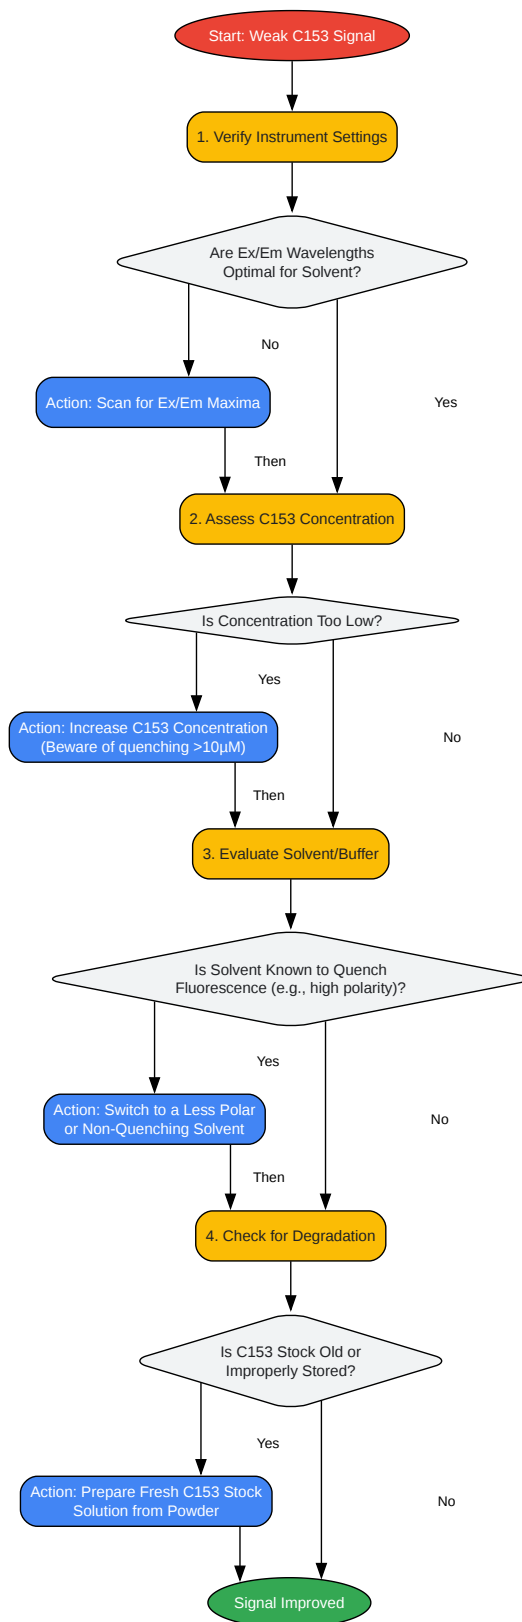 Start: Weak C153 Signal
1. Verify Instrument Settings
Are Ex/Em Wavelengths
Optimal for Solvent?
No
Action: Scan for Ex/Em Maxima
Yes
Then
2. Assess C153 Concentration
Is Concentration Too Low?
Yes
Action: Increase C153 Concentration
(Beware of quenching >10µM)
No
Then
3. Evaluate Solvent/Buffer
Is Solvent Known to Quench
Fluorescence (e.g., high polarity)?
Yes
Action: Switch to a Less Polar
or Non-Quenching Solvent
No
Then
4. Check for Degradation
Is C153 Stock Old or
Improperly Stored?
Yes
Action: Prepare Fresh C153 Stock
Solution from Powder
No
Signal Improved